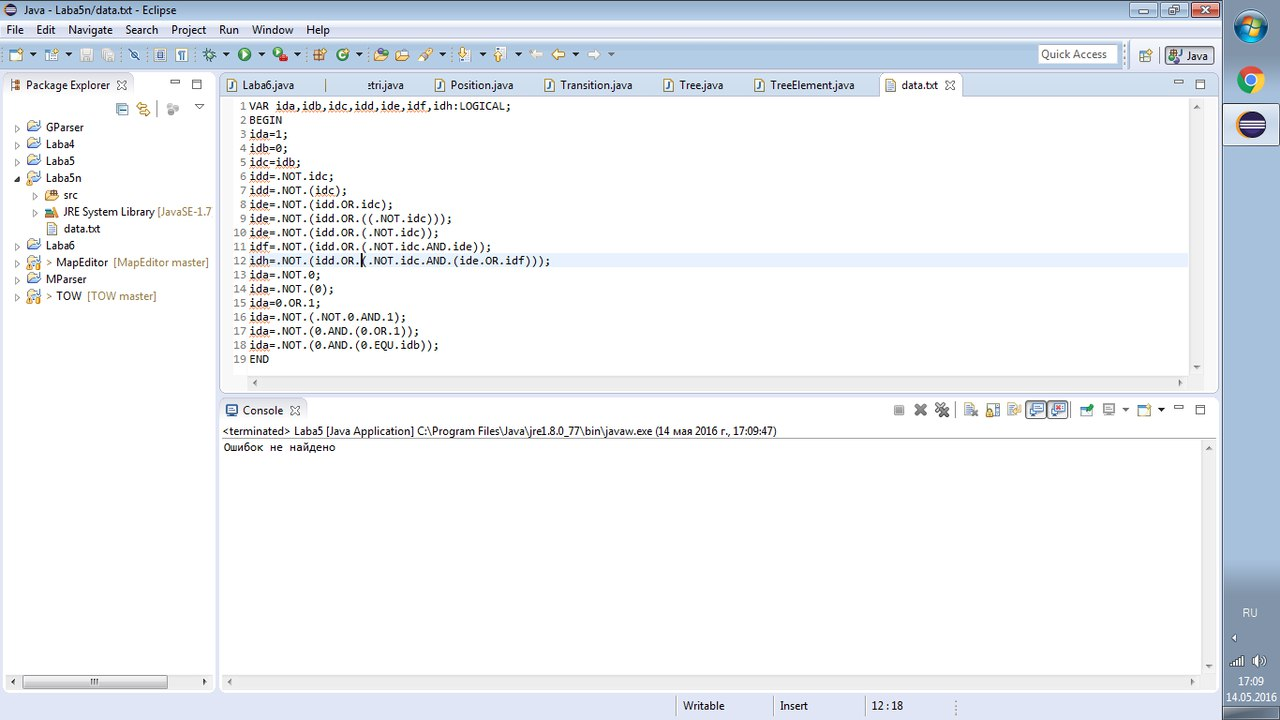 Java - Laba5n/data.txt - Eclipse
File Edit Navigate Search Project Run Window Help
Quick Access
Java
Package Explorer
GParser
Laba4
Laba5
Laba5n
src
JRE System Library [JavaSE-1.7
data.txt
Laba6
> MapEditor [MapEditor master]
MParser
> TOW [TOW master]
Laba6.java :tri.java Position.java Transition.java Tree.java TreeElement.java data.txt
1 VAR ida,idb,idc,idd,ide,idf,idh:LOGICAL;
2 BEGIN
3 ida=1;
4 idb=0;
5 idc=idb;
6 idd=.NOT.idc;
7 idd=.NOT.(idc);
8 ide=.NOT.(idd.OR.idc);
9 ide=.NOT.(idd.OR.((.NOT.idc)));
10 ide=.NOT.(idd.OR.(.NOT.idc));
11 idf=.NOT.(idd.OR.(.NOT.idc.AND.ide));
12 idh=.NOT.(idd.OR.(.NOT.idc.AND.(ide.OR.idf)));
13 ida=.NOT.0;
14 ida=.NOT.(0);
15 ida=0.OR.1;
16 ida=.NOT.(.NOT.0.AND.1);
17 ida=.NOT.(0.AND.(0.OR.1));
18 ida=.NOT.(0.AND.(0.EQU.idb));
19 END
Console
<terminated> Laba5 [Java Application] C:\Program Files\Java\jre1.8.0_77\bin\javaw.exe (14 мая 2016 г., 17:09:47)
Ошибок не найдено
Writable Insert 12 : 18
RU
17:09
14.05.2016